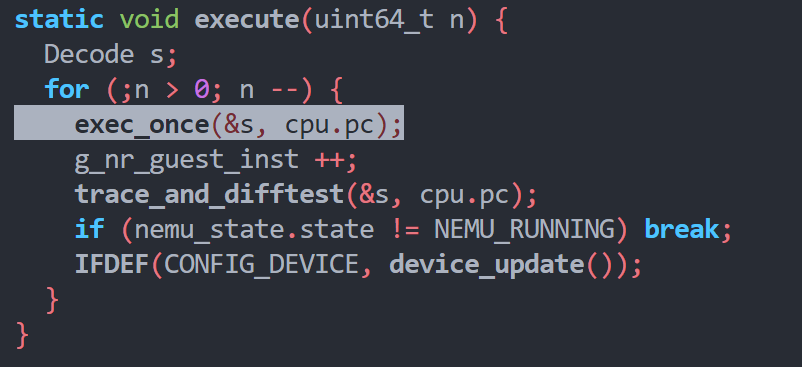 static void execute(uint64_t n) {
  Decode s;
  for (;n > 0; n --) {
    exec_once(&s, cpu.pc);
    g_nr_guest_inst ++;
    trace_and_difftest(&s, cpu.pc);
    if (nemu_state.state != NEMU_RUNNING) break;
    IFDEF(CONFIG_DEVICE, device_update());
  }
}